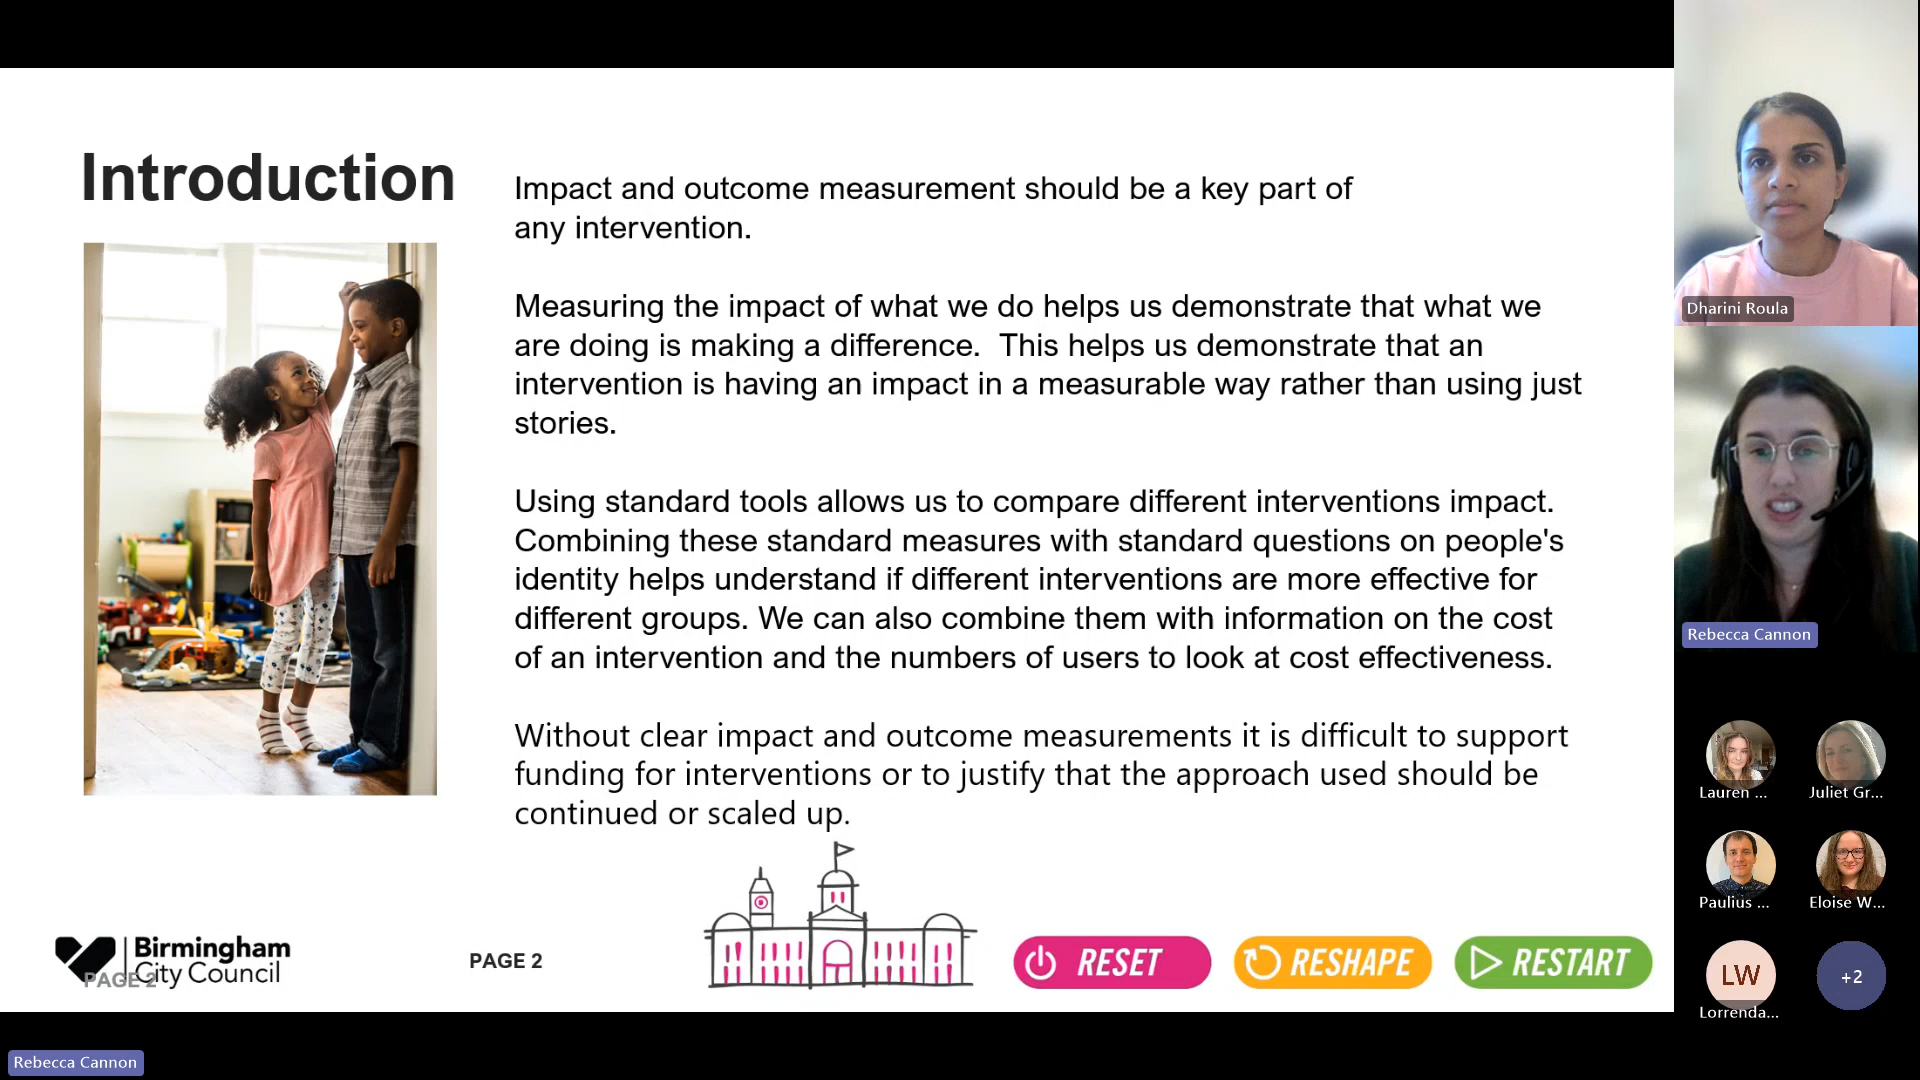 Introduction
Impact and outcome measurement should be a key part of
any intervention.
Measuring the impact of what we do helps us demonstrate that what we
are doing is making a difference.  This helps us demonstrate that an
intervention is having an impact in a measurable way rather than using just
stories.
Using standard tools allows us to compare different interventions impact.
Combining these standard measures with standard questions on people's
identity helps understand if different interventions are more effective for
different groups. We can also combine them with information on the cost
of an intervention and the numbers of users to look at cost effectiveness.
Without clear impact and outcome measurements it is difficult to support
funding for interventions or to justify that the approach used should be
continued or scaled up.
Birmingham
City Council
PAGE 2
PAGE 2
RESET
RESHAPE
RESTART
Dharini Roula
Rebecca Cannon
Lauren ...
Juliet Gr...
Paulius ...
Eloise W...
LW
+2
Lorrenda...
Rebecca Cannon